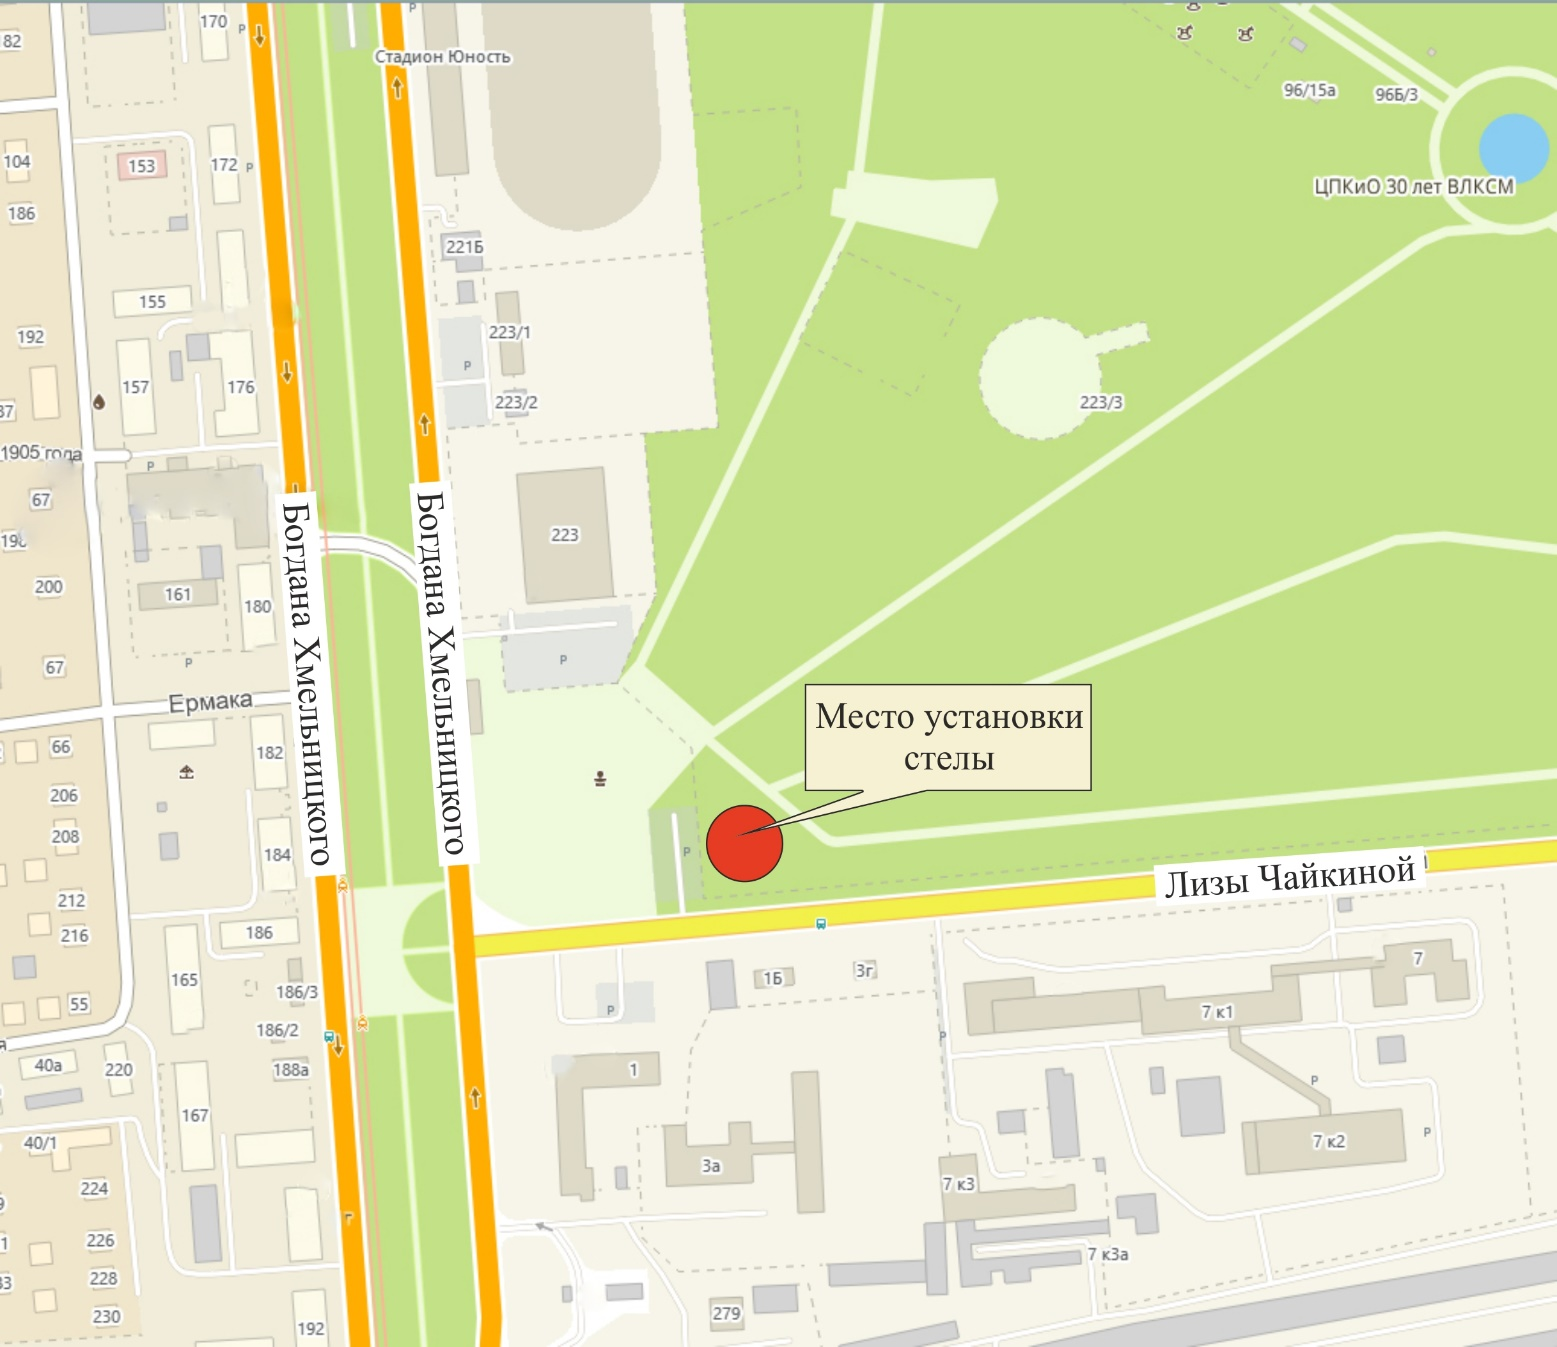 170
P
P
182
Стадион Юность
96/15а
96Б/3
104
153
172
P
186
ЦПКиО 30 лет ВЛКСМ
221Б
155
192
223/1
P
157
176
223/2
223/3
1905 года
P
67
223
Богдана Хмельницкого
Богдана Хмельницкого
200
161
180
67
P
P
Ермака
Место установки
стелы
66
182
206
208
184
P
Лизы Чайкиной
212
216
186
165
1Б
3г
7
55
186/3
P
7 к1
186/2
P
40а
220
188а
1
P
167
40/1
3а
7 к2
P
224
7 к3
226
7 к3а
228
230
192
279